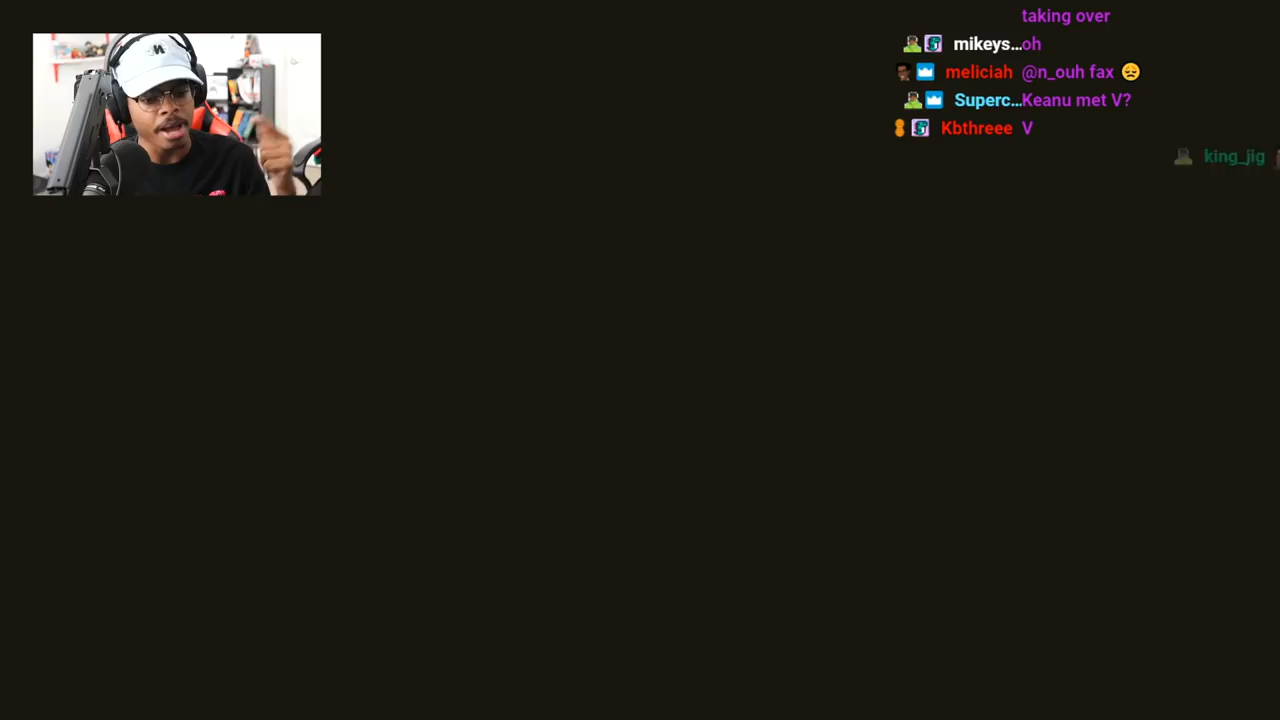 taking over
mikeys...oh
meliciah @n_ouh fax 😔
Superc...Keanu met V?
Kbthreee V
king_jig